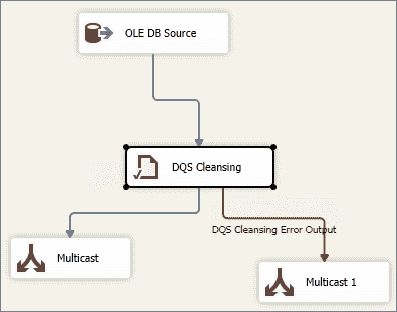 OLE DB Source
DQS Cleansing
DQS Cleansing Error Output
Multicast
Multicast 1